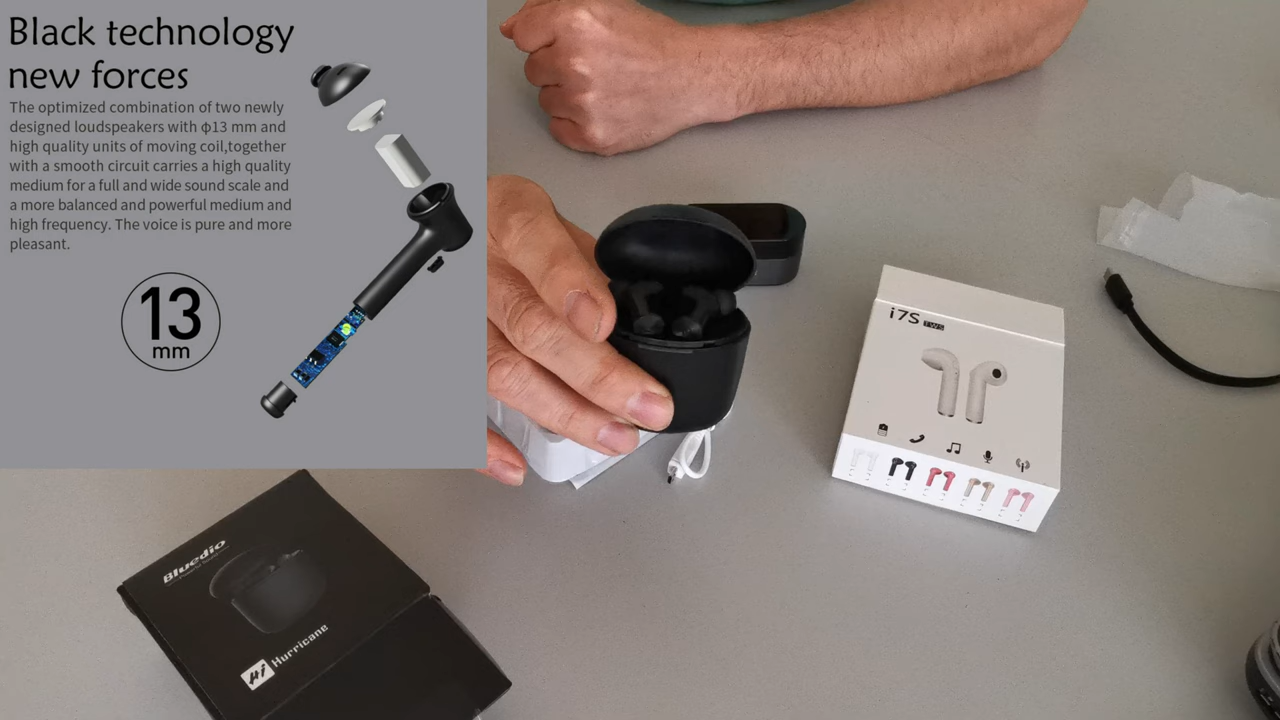 Black technology
new forces
The optimized combination of two newly
designed loudspeakers with φ13 mm and
high quality units of moving coil,together
with a smooth circuit carries a high quality
medium for a full and wide sound scale and
a more balanced and powerful medium and
high frequency. The voice is pure and more
pleasant.
13
mm
i7S TWS
Bluedio
Hi Hurricane